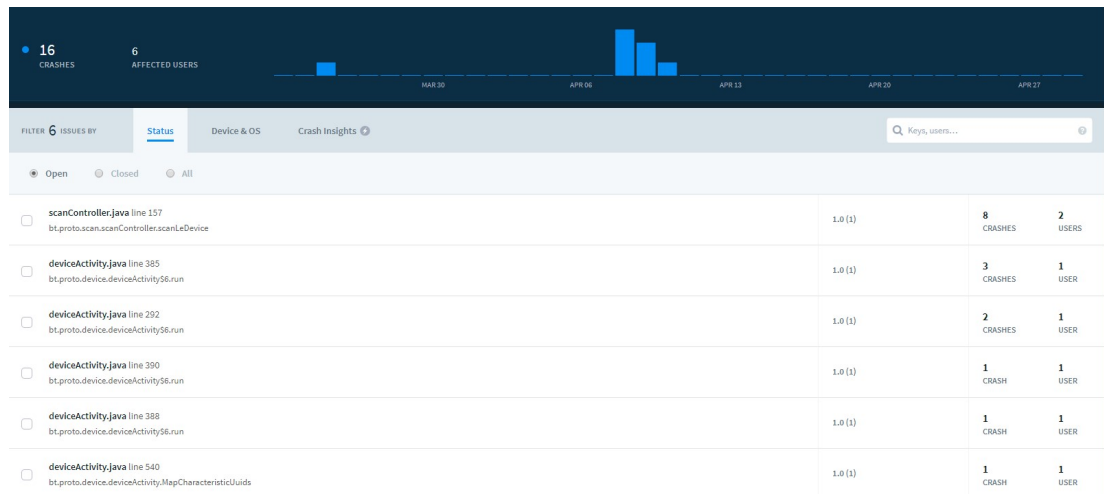 16
CRASHES
6
AFFECTED USERS
MAR 30
APR 06
APR 13
APR 20
APR 27
FILTER 6 ISSUES BY
Status
Device & OS
Crash Insights
Keys, users...
Open
Closed
All
scanController.java line 157
bt.proto.scan.scanController.scanLeDevice
1.0 (1)
8
CRASHES
2
USERS
deviceActivity.java line 385
bt.proto.device.deviceActivity$6.run
1.0 (1)
3
CRASHES
1
USER
deviceActivity.java line 292
bt.proto.device.deviceActivity$6.run
1.0 (1)
2
CRASHES
1
USER
deviceActivity.java line 390
bt.proto.device.deviceActivity$6.run
1.0 (1)
1
CRASH
1
USER
deviceActivity.java line 388
bt.proto.device.deviceActivity$6.run
1.0 (1)
1
CRASH
1
USER
deviceActivity.java line 540
bt.proto.device.deviceActivity.MapCharacteristicUuids
1.0 (1)
1
CRASH
1
USER